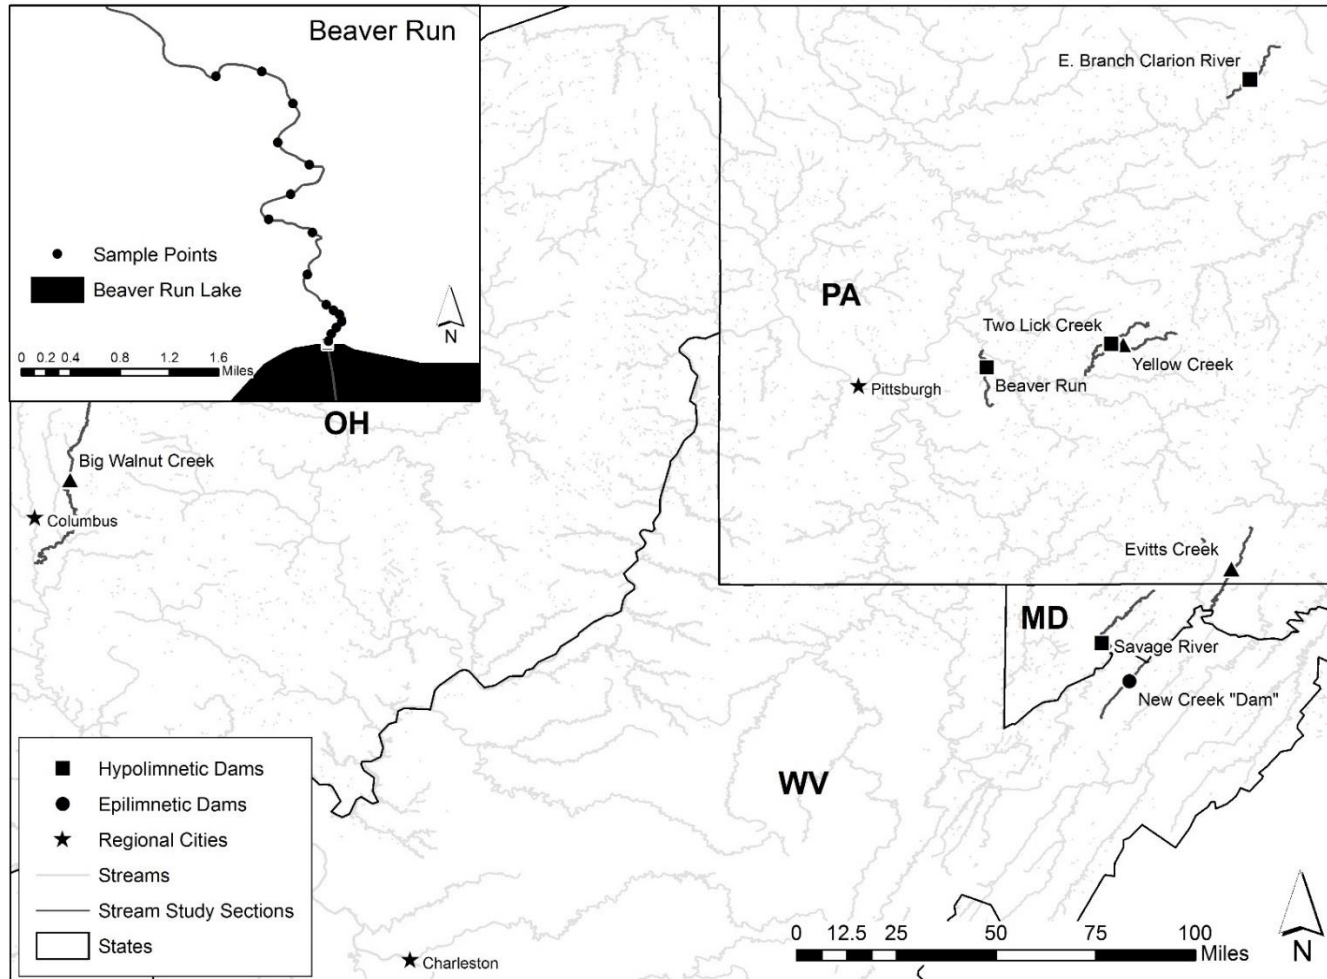 Beaver Run
Sample Points
Beaver Run Lake
N
0 0.2 0.4 0.8 1.2 1.6
Miles
E. Branch Clarion River
PA
Two Lick Creek
Yellow Creek
Beaver Run
Pittsburgh
OH
Big Walnut Creek
Columbus
Evitts Creek
MD
Savage River
New Creek "Dam"
WV
Hypolimnetic Dams
Epilimnetic Dams
Regional Cities
Streams
Stream Study Sections
States
Charleston
0 12.5 25 50 75 100
Miles
N